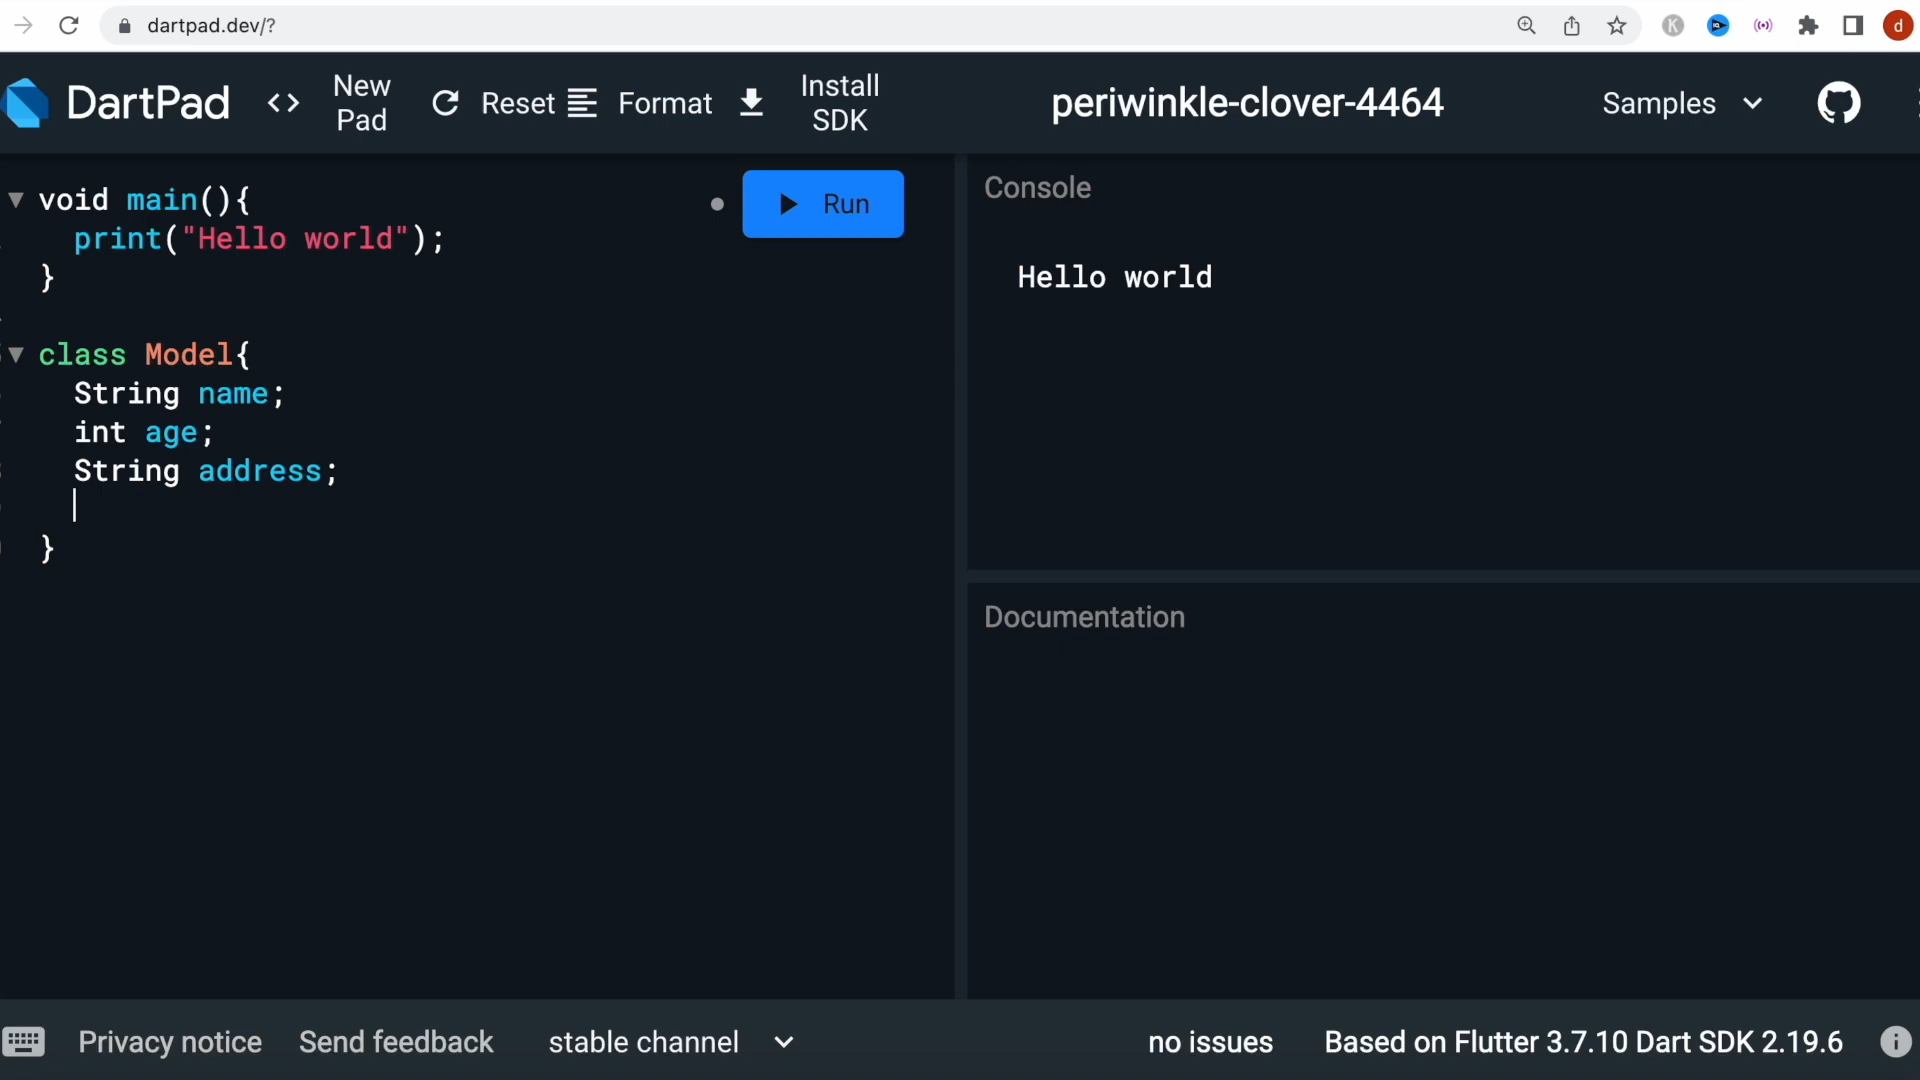 dartpad.dev/?
K
d
DartPad
<>
New Pad
Reset
Format
Install SDK
periwinkle-clover-4464
Samples
void main(){
print("Hello world");
}
class Model{
String name;
int age;
String address;
}
Run
Console
Hello world
Documentation
Privacy notice
Send feedback
stable channel
no issues
Based on Flutter 3.7.10 Dart SDK 2.19.6